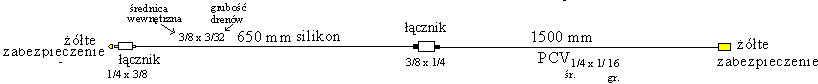 średnica
wewnętrzna
grubość
drenów
3/8 x 3/32
650 mm silikon
łącznik
1500 mm
żółte
zabezpieczenie
łącznik
1/4 x 3/8
3/8 x 1/4
PCV 1/4 x 1/16
śr. gr.
żółte
zabezpieczenie